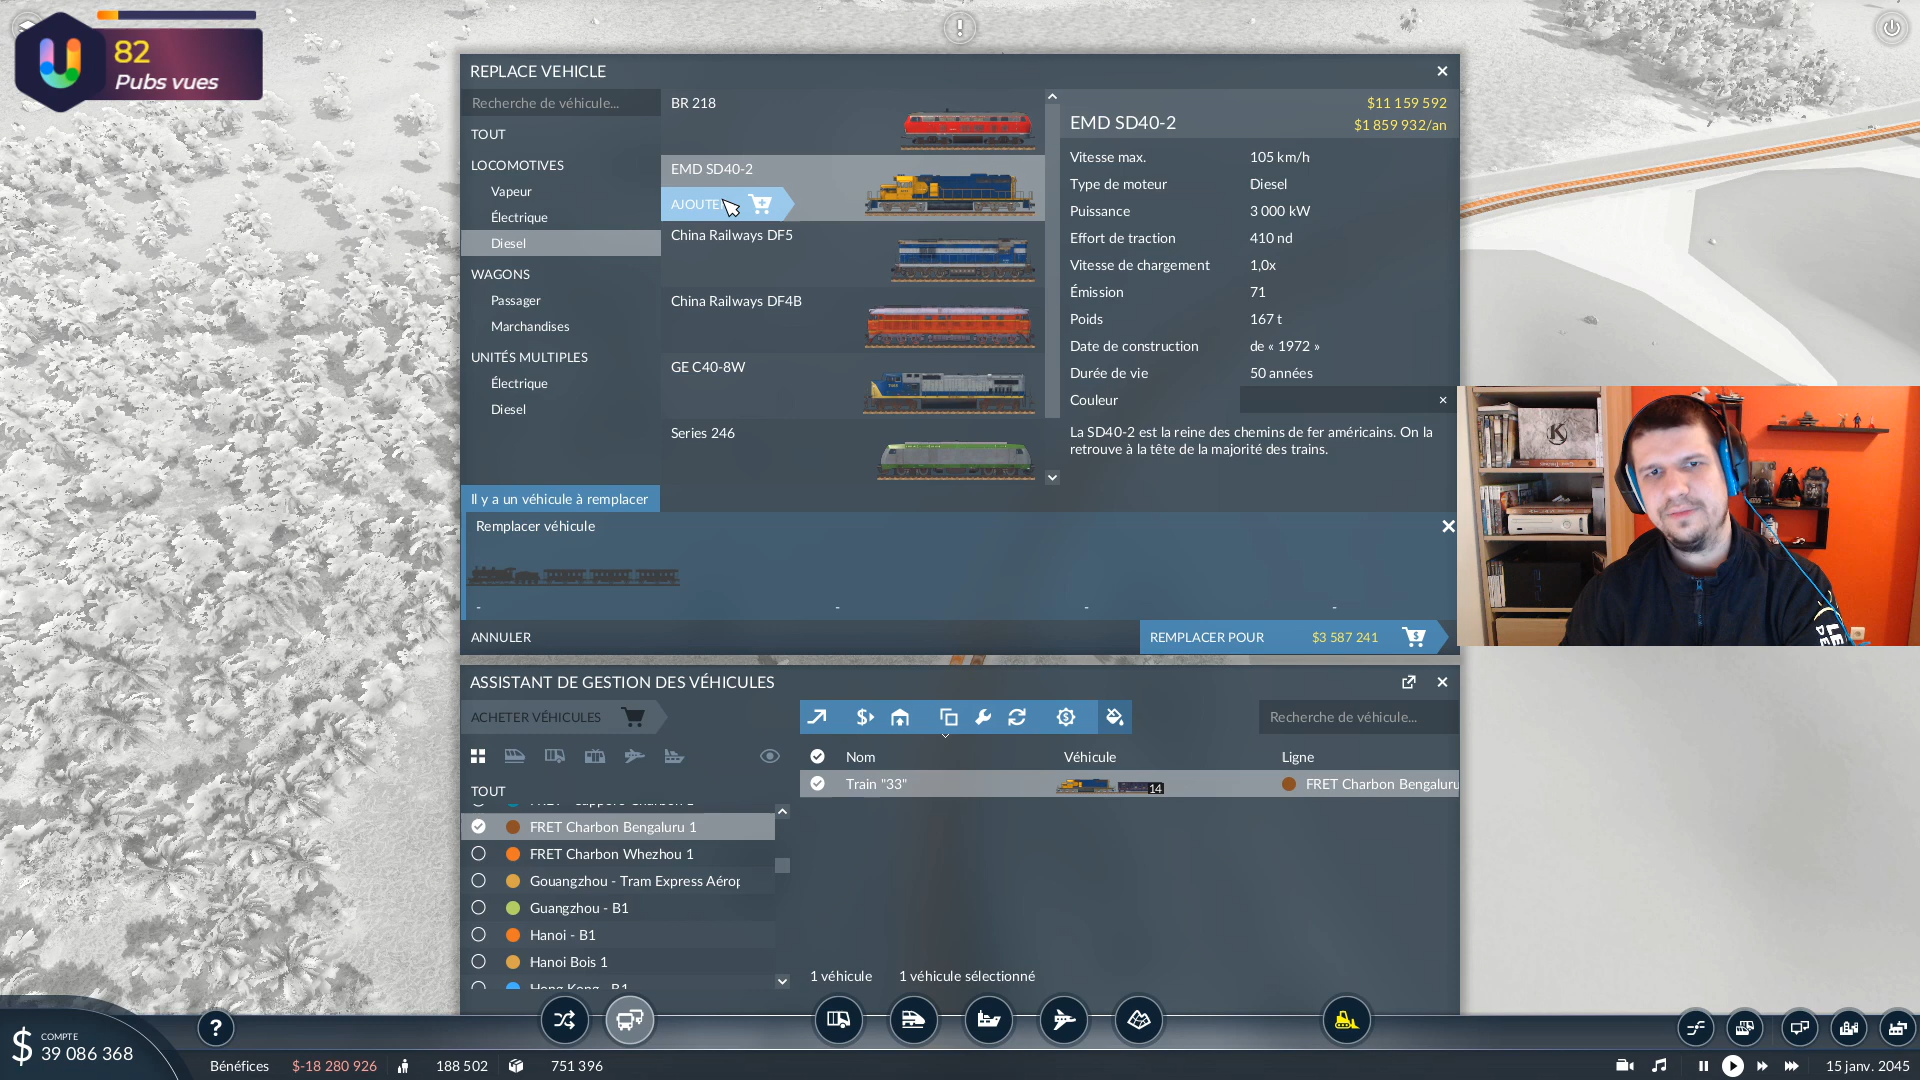 82
Pubs vues
REPLACE VEHICLE
Recherche de véhicule...
TOUT
LOCOMOTIVES
Vapeur
Électrique
Diesel
WAGONS
Passager
Marchandises
UNITÉS MULTIPLES
Électrique
Diesel
BR 218
EMD SD40-2
China Railways DF5
China Railways DF4B
GE C40-8W
Series 246
$11 159 592
EMD SD40-2
$1 859 932/an
Vitesse max. 105 km/h
Type de moteur Diesel
Puissance 3 000 kW
Effort de traction 410 nd
Vitesse de chargement 1,0x
Émission 71
Poids 167 t
Date de construction de « 1972 »
Durée de vie 50 années
Couleur
La SD40-2 est la reine des chemins de fer américains. On la
retrouve à la tête de la majorité des trains.
Il y a un véhicule à remplacer
Remplacer véhicule
- - - -
ANNULER
REMPLACER POUR $3 587 241
ASSISTANT DE GESTION DES VÉHICULES
ACHETER VÉHICULES
Recherche de véhicule...
TOUT
FRET Charbon Bengaluru 1
FRET Charbon Whezhou 1
Gouangzhou - Tram Express Aérop
Guangzhou - B1
Hanoi - B1
Hanoi Bois 1
Hong Kong - B1
Nom Véhicule Ligne
Train "33" 14 FRET Charbon Bengaluru
1 véhicule 1 véhicule sélectionné
COMPTE
$ 39 086 368
?
Bénéfices $-18 280 926 188 502 751 396
15 janv. 2045